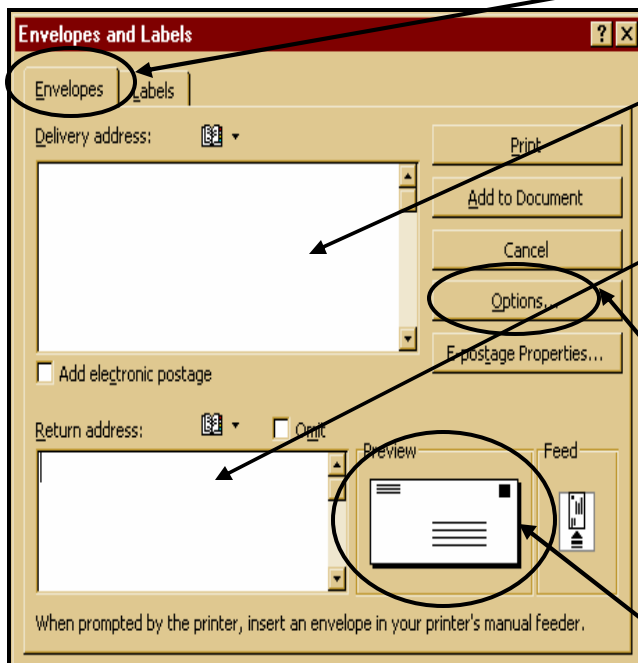 Envelopes and Labels
Envelopes
Labels
Delivery address:
Print
Add to Document
Cancel
Options...
E-postage Properties...
Add electronic postage
Return address:
Omit
Preview
Feed
When prompted by the printer, insert an envelope in your printer's manual feeder.